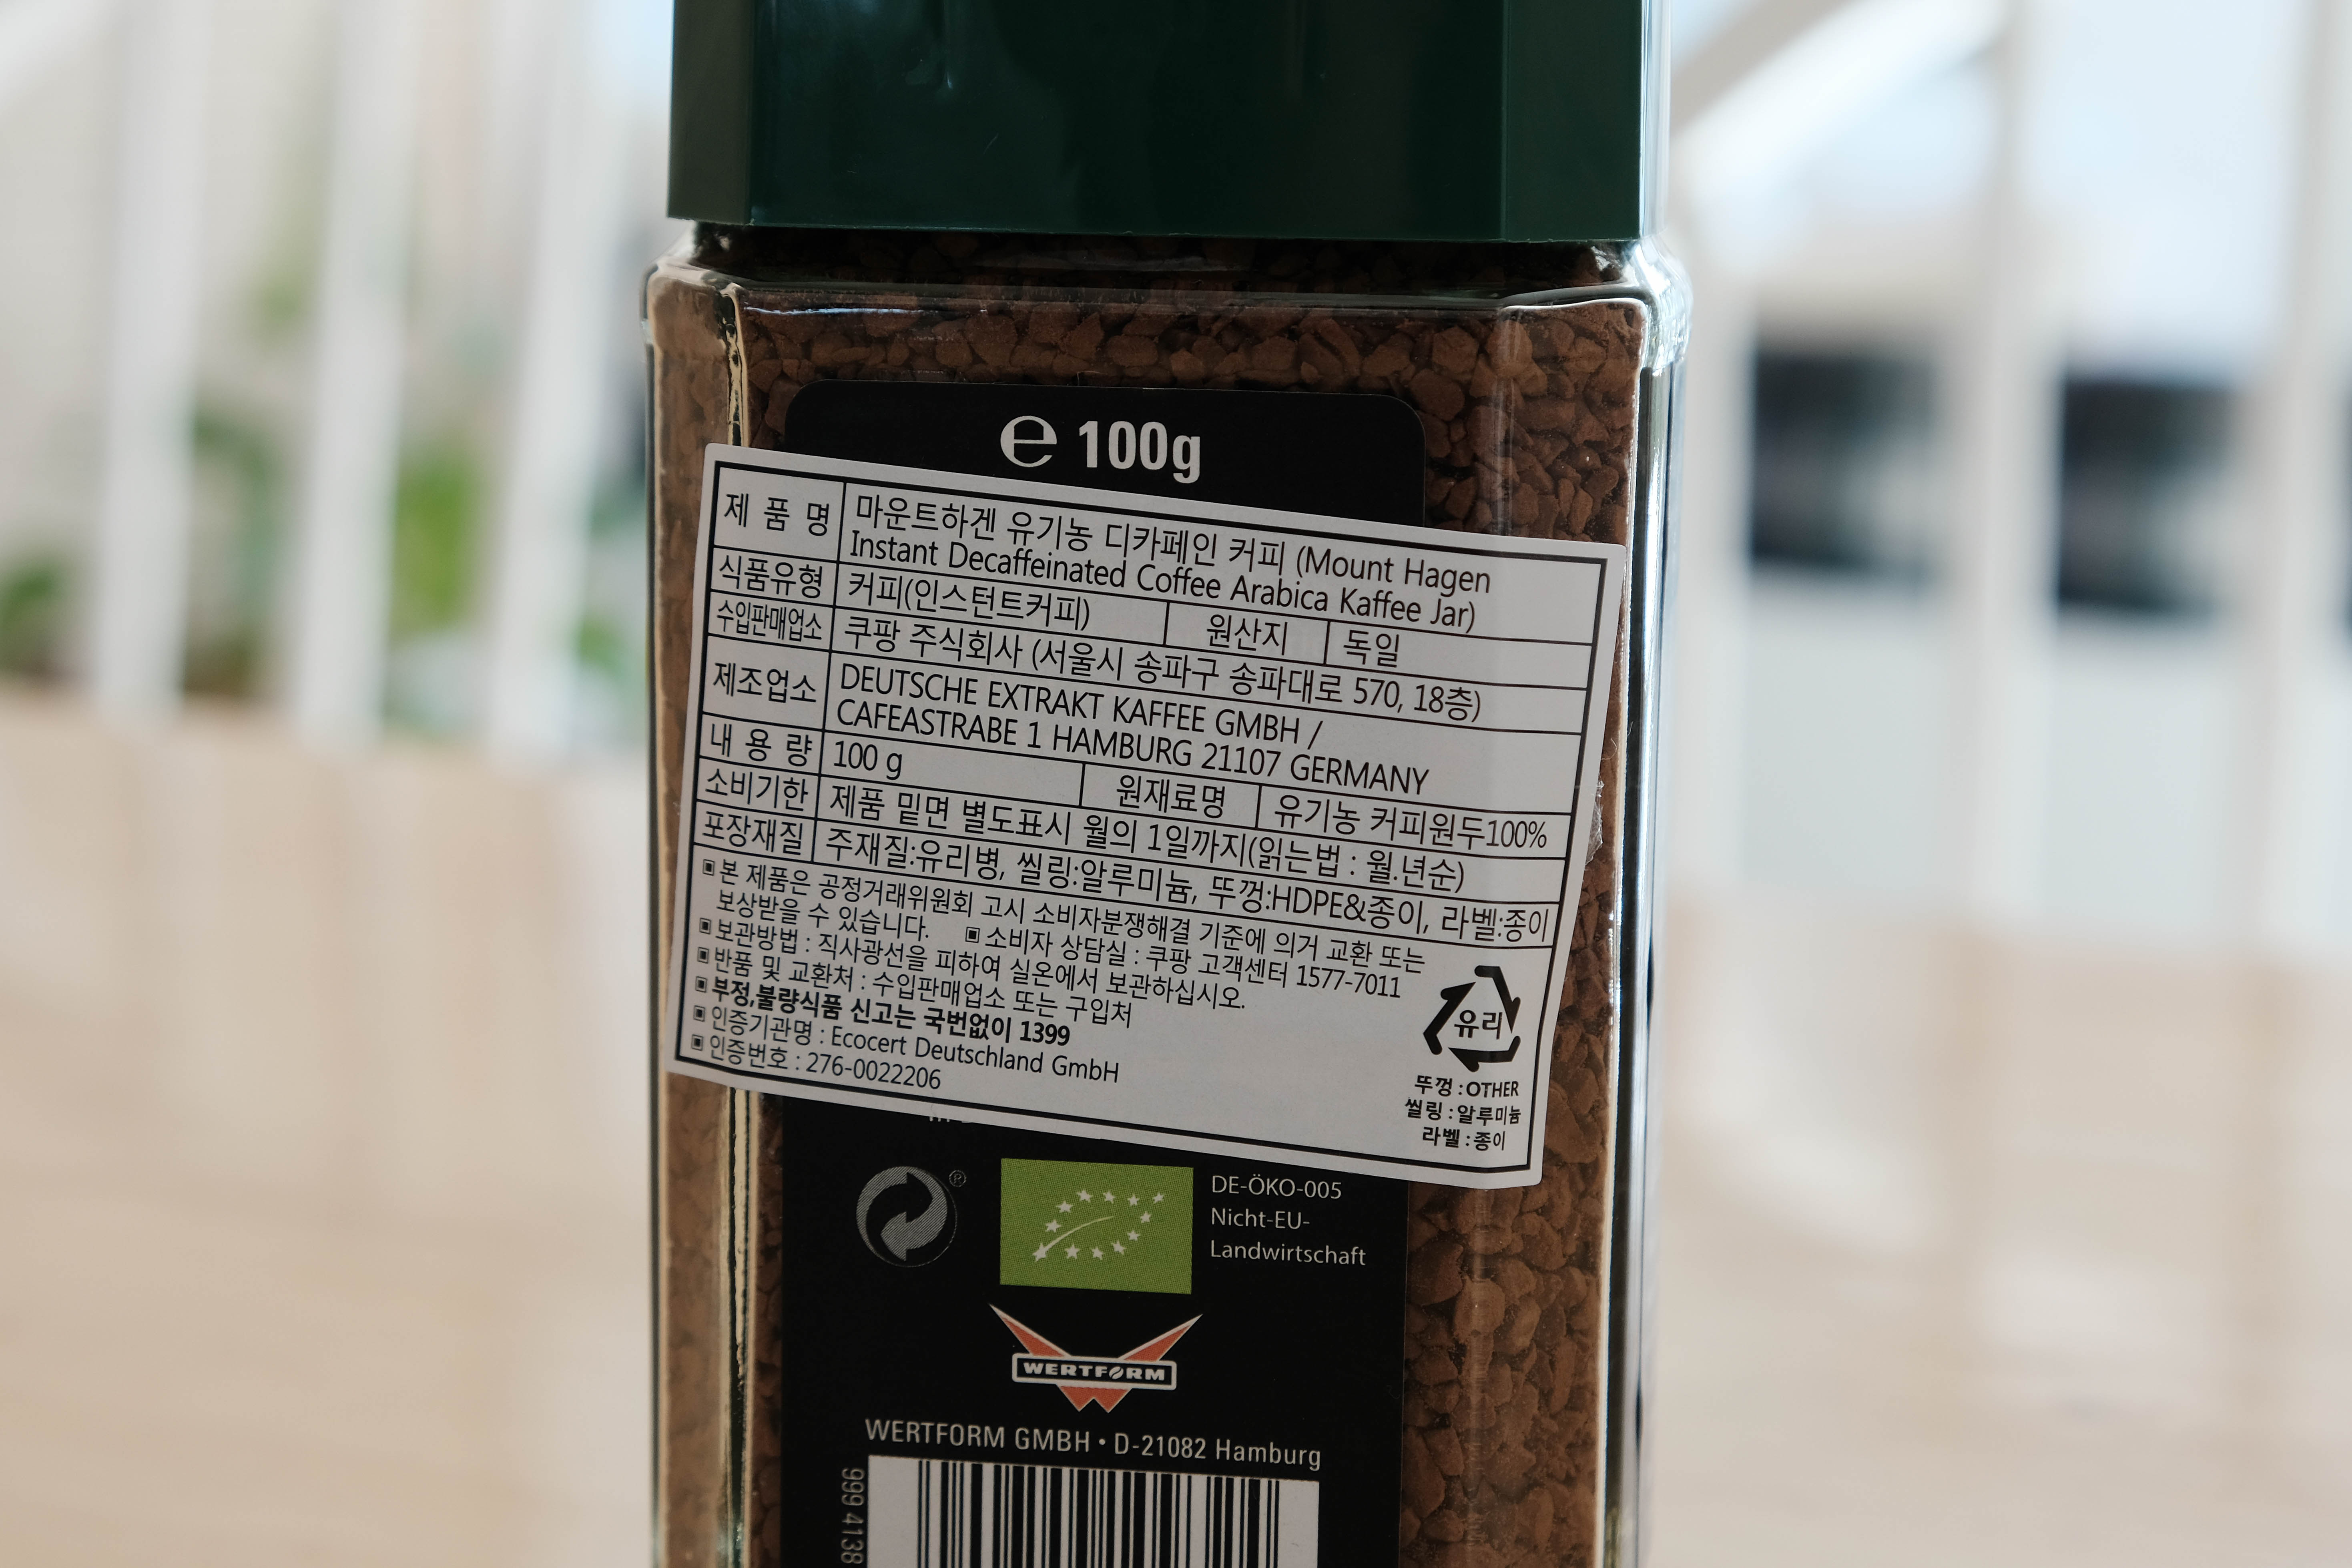 ℮ 100g
제 품 명 마운트하겐 유기농 디카페인 커피 (Mount Hagen
Instant Decaffeinated Coffee Arabica Kaffee Jar)
식품유형 커피(인스턴트커피) 원산지 독일
수입판매업소 쿠팡 주식회사 (서울시 송파구 송파대로 570, 18층)
제조업소 DEUTSCHE EXTRAKT KAFFEE GMBH /
CAFEASTRABE 1 HAMBURG 21107 GERMANY
내 용 량 100 g 원재료명 유기농 커피원두100%
소비기한 제품 밑면 별도표시 월의 1일까지(읽는법 : 월.년순)
포장재질 주재질:유리병, 씰링:알루미늄, 뚜껑:HDPE&종이, 라벨:종이
▣ 본 제품은 공정거래위원회 고시 소비자분쟁해결 기준에 의거 교환 또는
보상받을 수 있습니다. ▣ 소비자 상담실 : 쿠팡 고객센터 1577-7011
▣ 보관방법 : 직사광선을 피하여 실온에서 보관하십시오.
▣ 반품 및 교환처 : 수입판매업소 또는 구입처
▣ 부정,불량식품 신고는 국번없이 1399
▣ 인증기관명 : Ecocert Deutschland GmbH
▣ 인증번호 : 276-0022206
유리
뚜껑 :OTHER
씰링 :알루미늄
라벨 :종이
DE-ÖKO-005
Nicht-EU-
Landwirtschaft
WERTFORM
WERTFORM GMBH • D-21082 Hamburg
999 4138